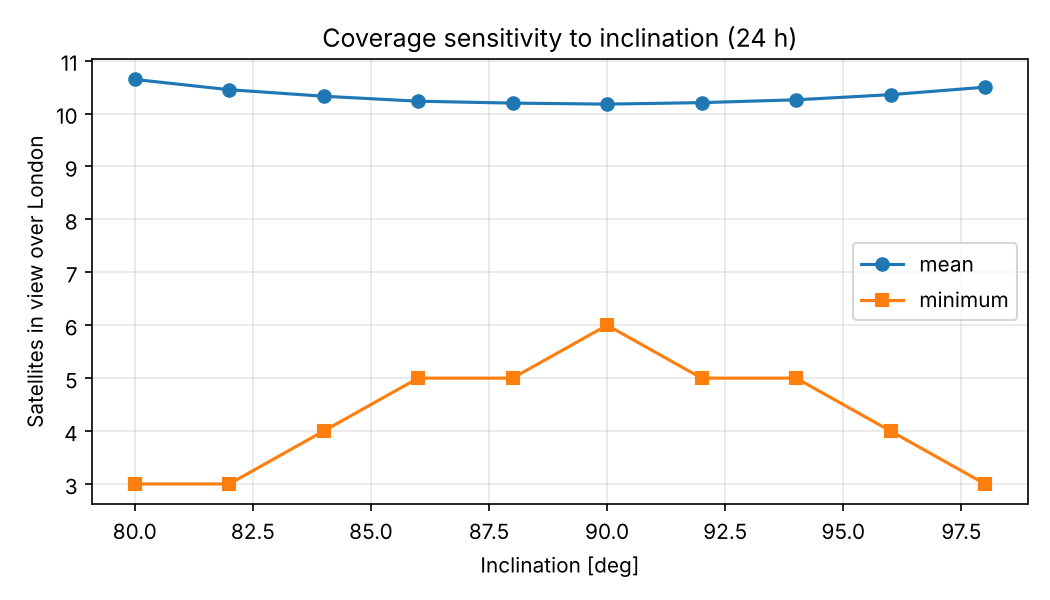 Coverage sensitivity to inclination (24 h)
Satellites in view over London
11
10
9
8
7
6
5
4
3
mean
minimum
80.0 82.5 85.0 87.5 90.0 92.5 95.0 97.5
Inclination [deg]